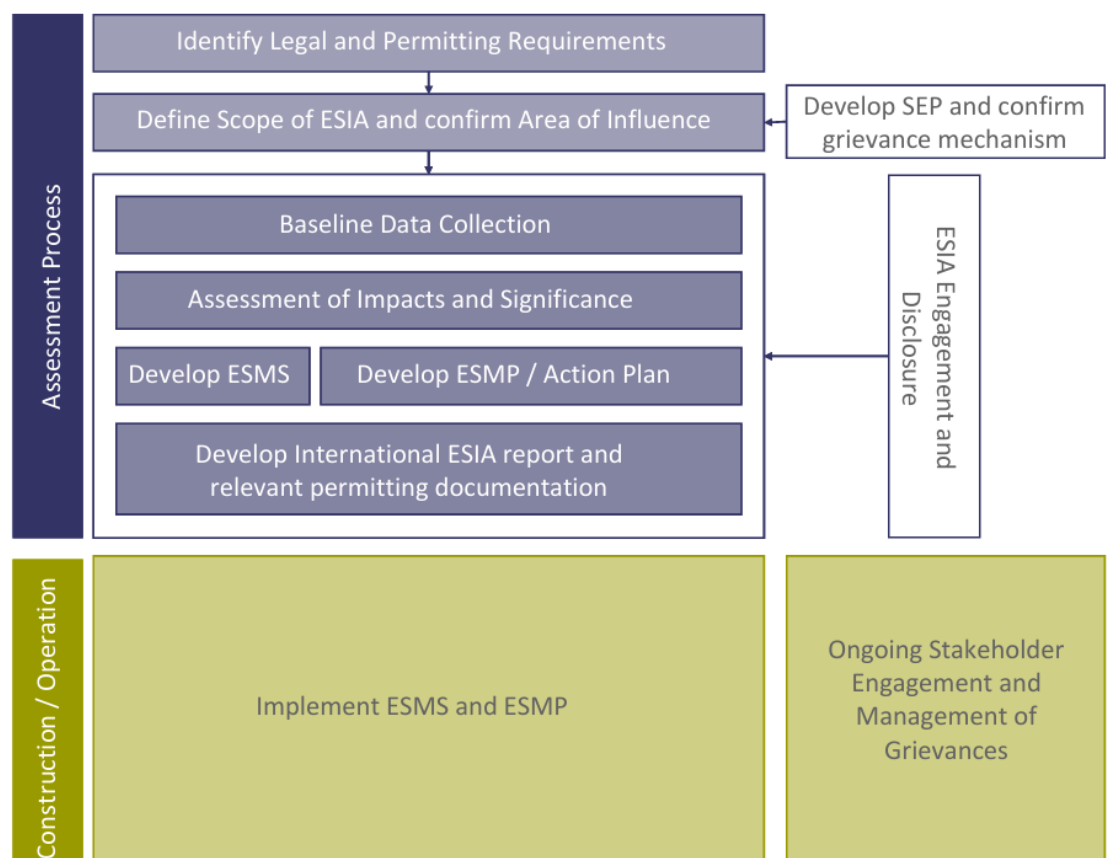 Assessment Process
Identify Legal and Permitting Requirements
Define Scope of ESIA and confirm Area of Influence
Develop SEP and confirm
grievance mechanism
Baseline Data Collection
Assessment of Impacts and Significance
Develop ESMS
Develop ESMP / Action Plan
Develop International ESIA report and
relevant permitting documentation
ESIA Engagement and
Disclosure
Construction / Operation
Implement ESMS and ESMP
Ongoing Stakeholder
Engagement and
Management of
Grievances